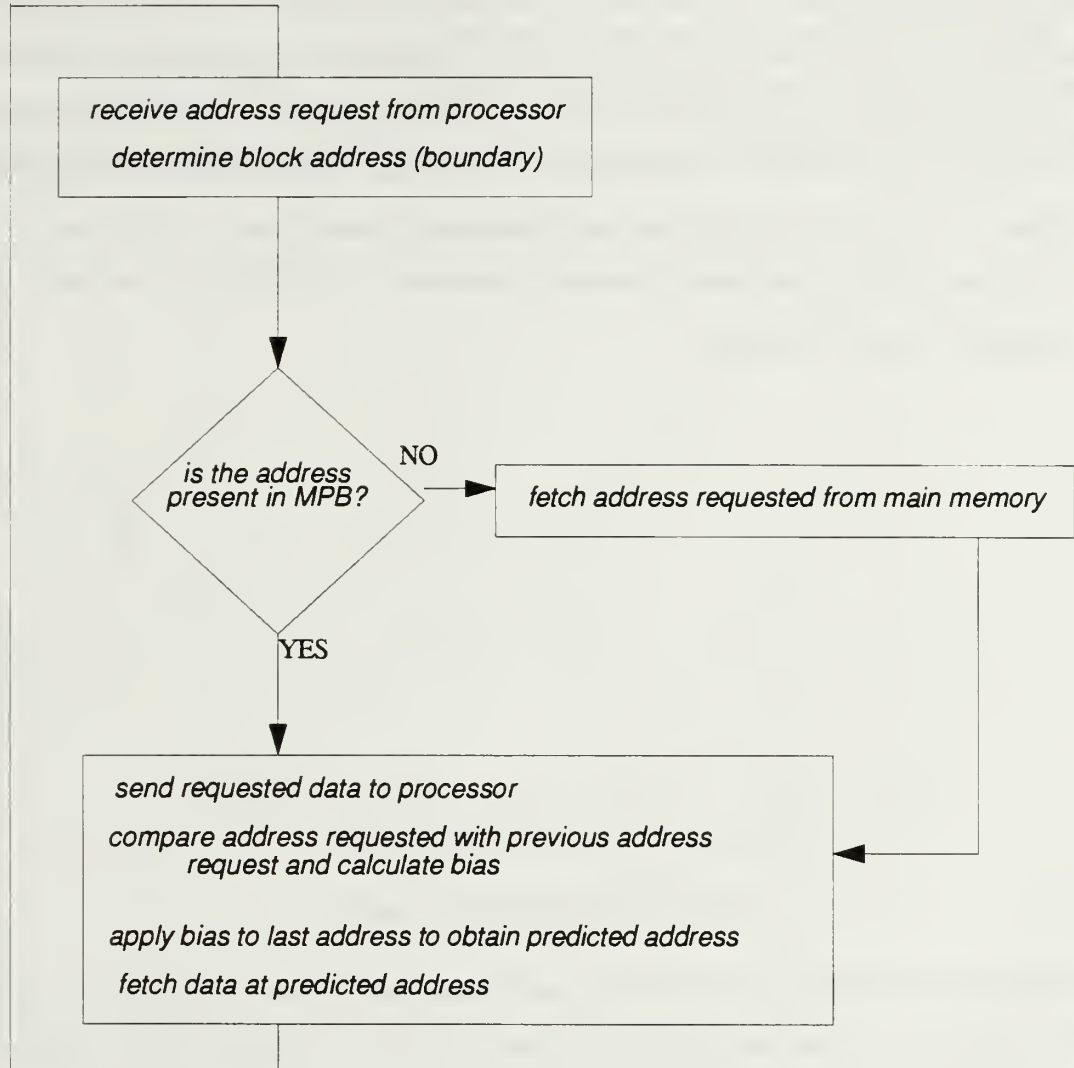 receive address request from processor
determine block address (boundary)
is the address
present in MPB?
NO
fetch address requested from main memory
YES
send requested data to processor
compare address requested with previous address
request and calculate bias
apply bias to last address to obtain predicted address
fetch data at predicted address